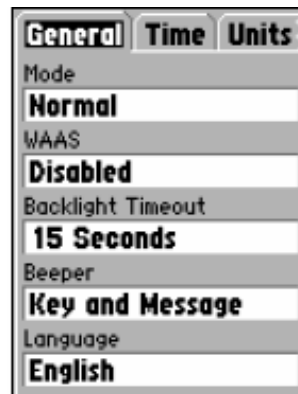 General Time Units
Mode
Normal
WAAS
Disabled
Backlight Timeout
15 Seconds
Beeper
Key and Message
Language
English